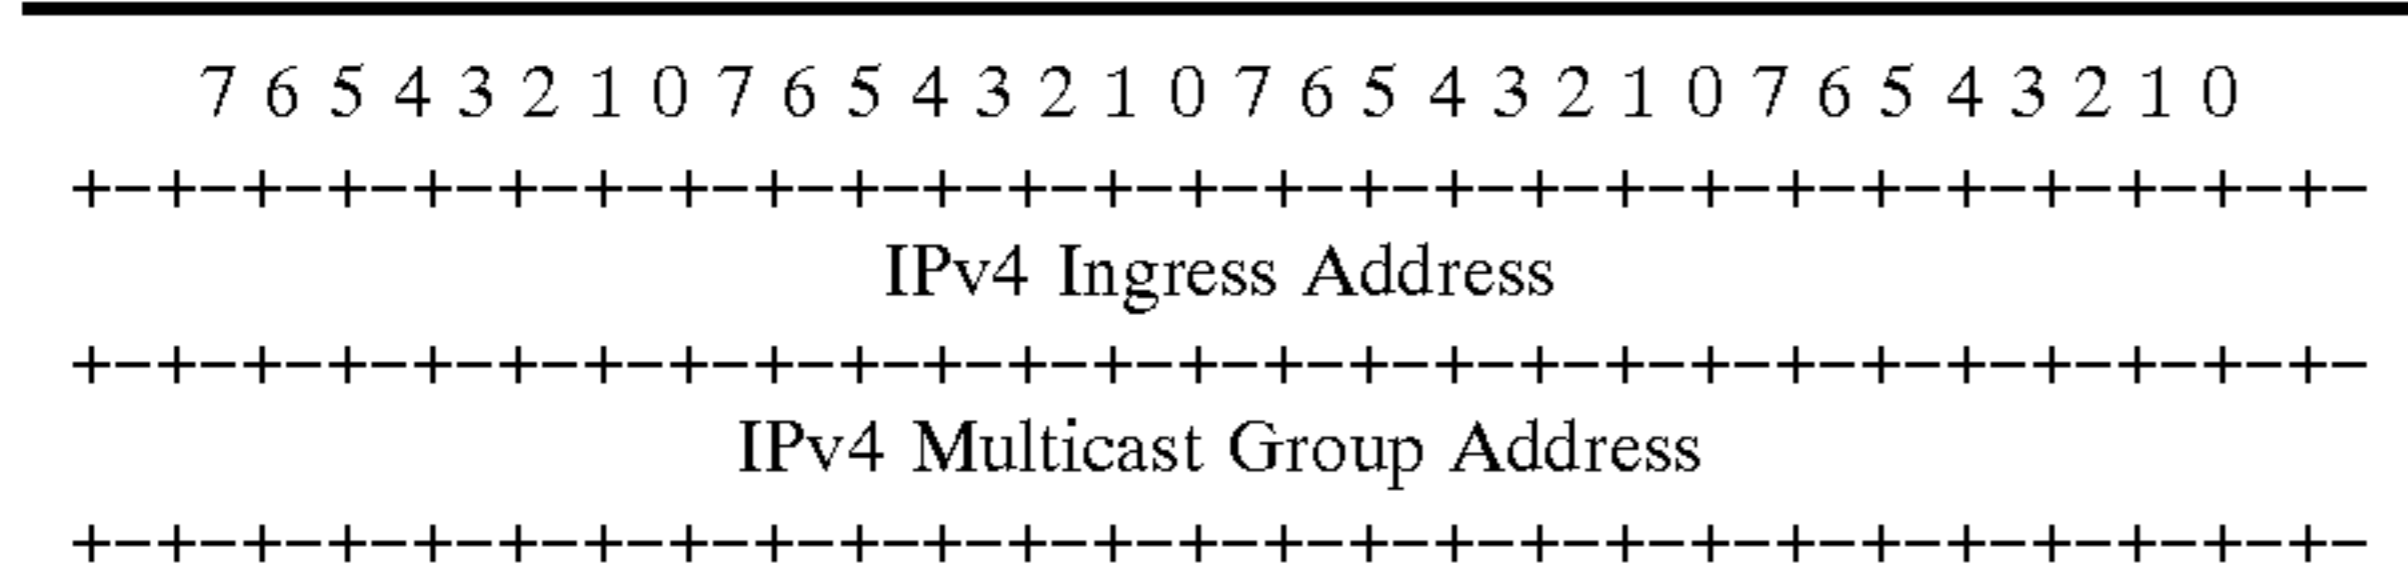 7 6 5 4 3 2 1 0 7 6 5 4 3 2 1 0 7 6 5 4 3 2 1 0 7 6 5 4 3 2 1 0
+-+-+-+-+-+-+-+-+-+-+-+-+-+-+-+-+-+-+-+-+-+-+-+-+-+-+-
IPv4 Ingress Address
+-+-+-+-+-+-+-+-+-+-+-+-+-+-+-+-+-+-+-+-+-+-+-+-+-+-+-
IPv4 Multicast Group Address
+-+-+-+-+-+-+-+-+-+-+-+-+-+-+-+-+-+-+-+-+-+-+-+-+-+-+-